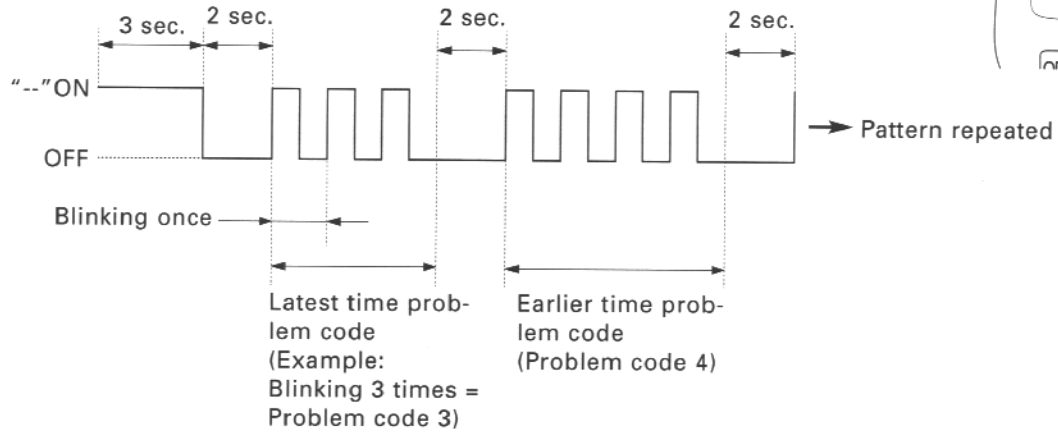 3 sec.
2 sec.
2 sec.
2 sec.
"--"ON
OFF
Pattern repeated
Blinking once
Latest time prob-
lem code
(Example:
Blinking 3 times =
Problem code 3)
Earlier time prob-
lem code
(Problem code 4)